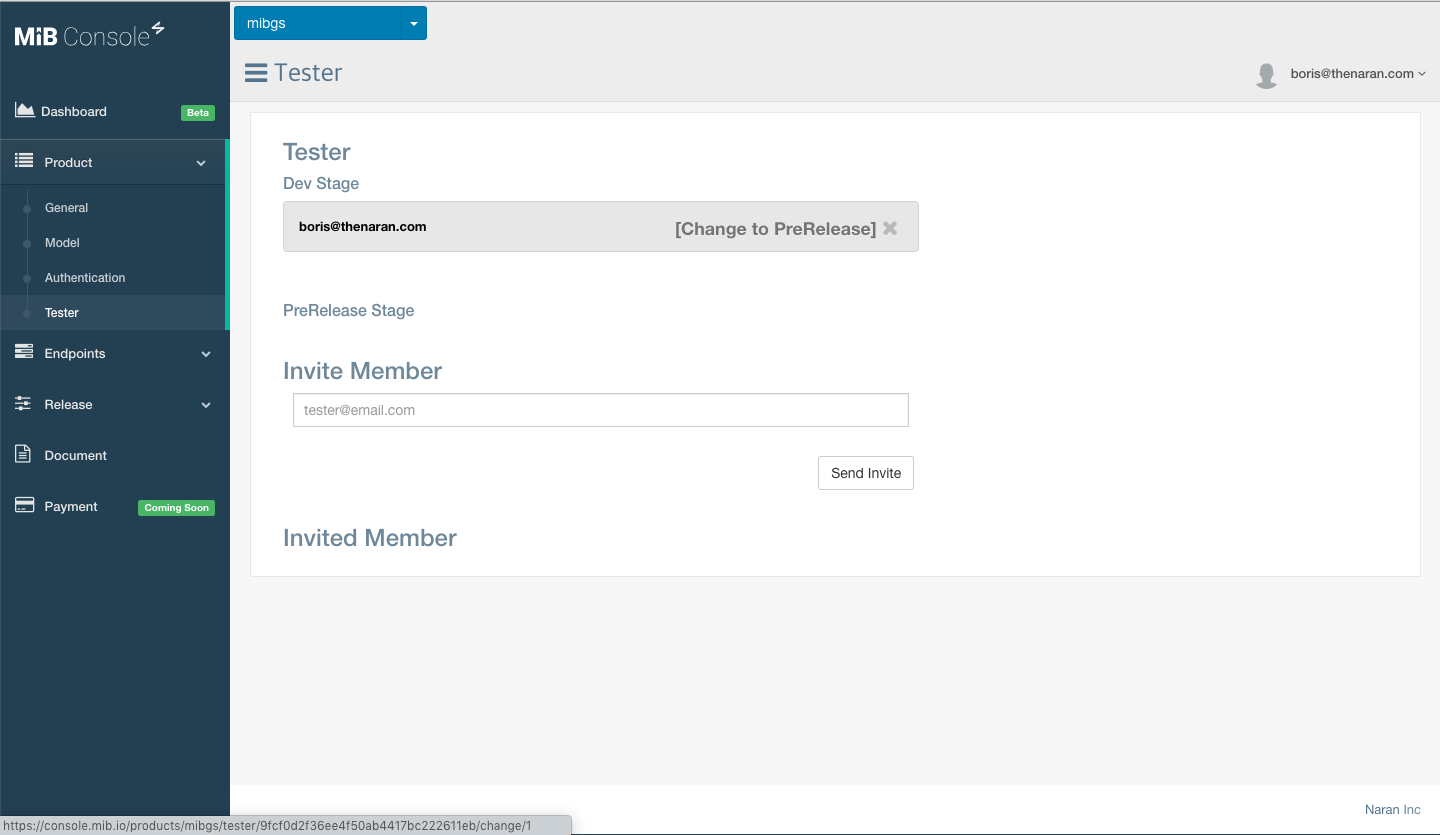 MiB Console
mibgs
Tester
boris@thenaran.com
Dashboard Beta
Product
General
Model
Authentication
Tester
Endpoints
Release
Document
Payment Coming Soon
Tester
Dev Stage
boris@thenaran.com [Change to PreRelease]
PreRelease Stage
Invite Member
tester@email.com
Send Invite
Invited Member
Naran Inc
https://console.mib.io/products/mibgs/tester/9fcf0d2f36ee4f50ab4417bc222611eb/change/1